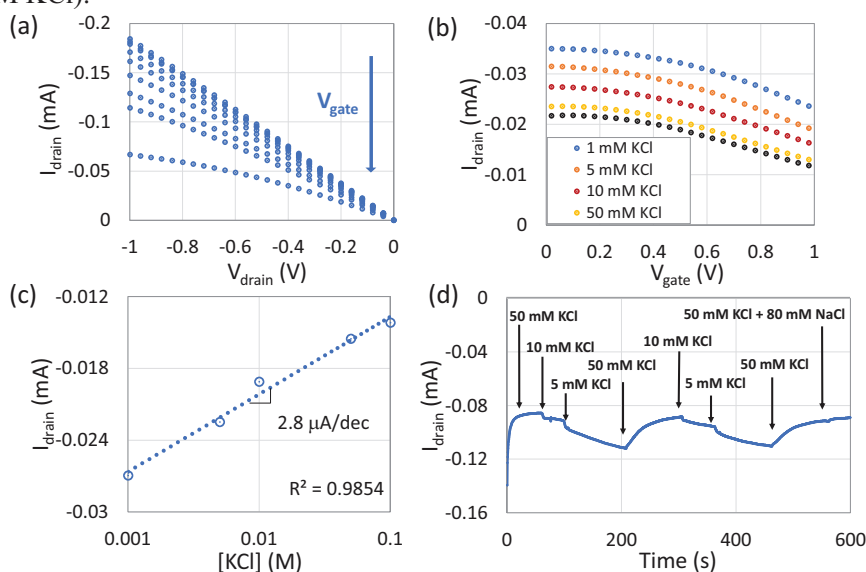 M KCl).
(a)
-0.2
-0.15
-0.1
-0.05
0
I_drain (mA)
V_gate
-1 -0.8 -0.6 -0.4 -0.2 0
V_drain (V)
(b)
-0.04
-0.03
-0.02
-0.01
0
I_drain (mA)
1 mM KCl
5 mM KCl
10 mM KCl
50 mM KCl
0 0.2 0.4 0.6 0.8 1
V_gate (V)
(c)
-0.012
-0.018
-0.024
-0.03
I_drain (mA)
2.8 µA/dec
R² = 0.9854
0.001 0.01 0.1
[KCl] (M)
(d)
0
-0.04
-0.08
-0.12
-0.16
I_drain (mA)
50 mM KCl
10 mM KCl
5 mM KCl
50 mM KCl
10 mM KCl
5 mM KCl
50 mM KCl
50 mM KCl + 80 mM NaCl
0 200 400 600
Time (s)